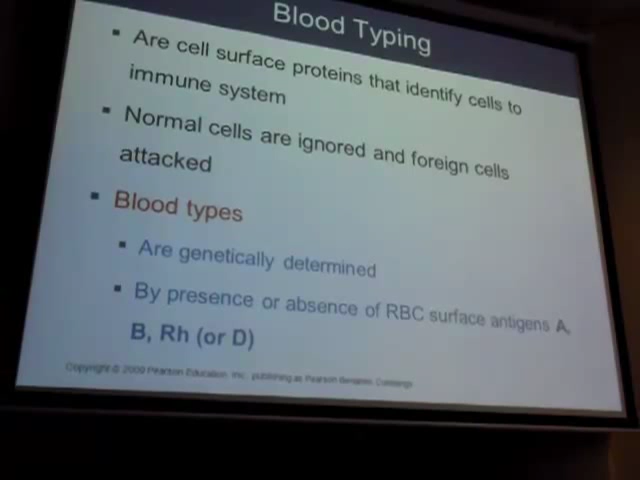 Blood Typing
▪ Are cell surface proteins that identify cells to
immune system
▪ Normal cells are ignored and foreign cells
attacked
▪ Blood types
▪ Are genetically determined
▪ By presence or absence of RBC surface antigens A,
B, Rh (or D)
Copyright © 2009 Pearson Education, Inc., publishing as Pearson Benjamin Cummings